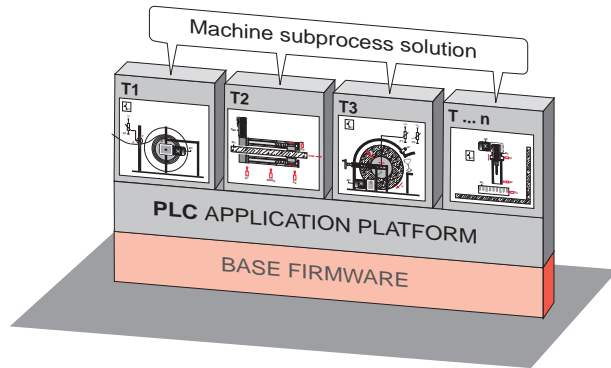 Machine subprocess solution
T1
T2
T3
T ... n
PLC APPLICATION PLATFORM
BASE FIRMWARE